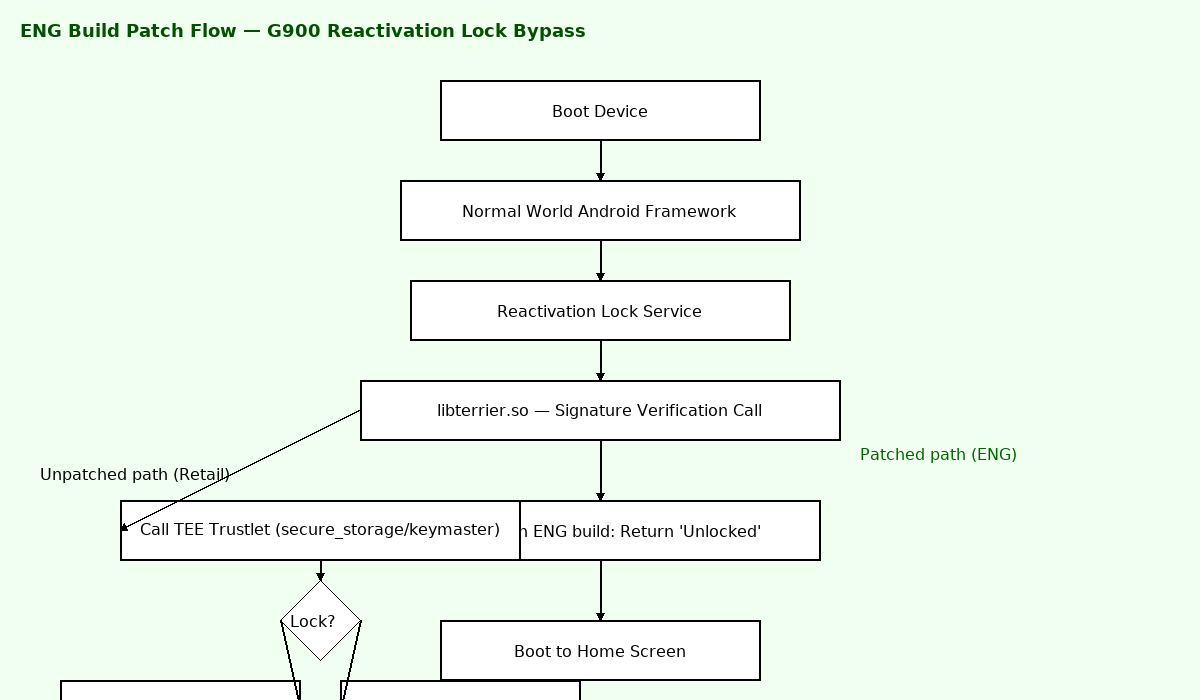 ENG Build Patch Flow — G900 Reactivation Lock Bypass
Boot Device
Normal World Android Framework
Reactivation Lock Service
libterrier.so — Signature Verification Call
Patched path (ENG)
Unpatched path (Retail)
Call TEE Trustlet (secure_storage/keymaster)
ENG build: Return 'Unlocked'
Lock?
Boot to Home Screen